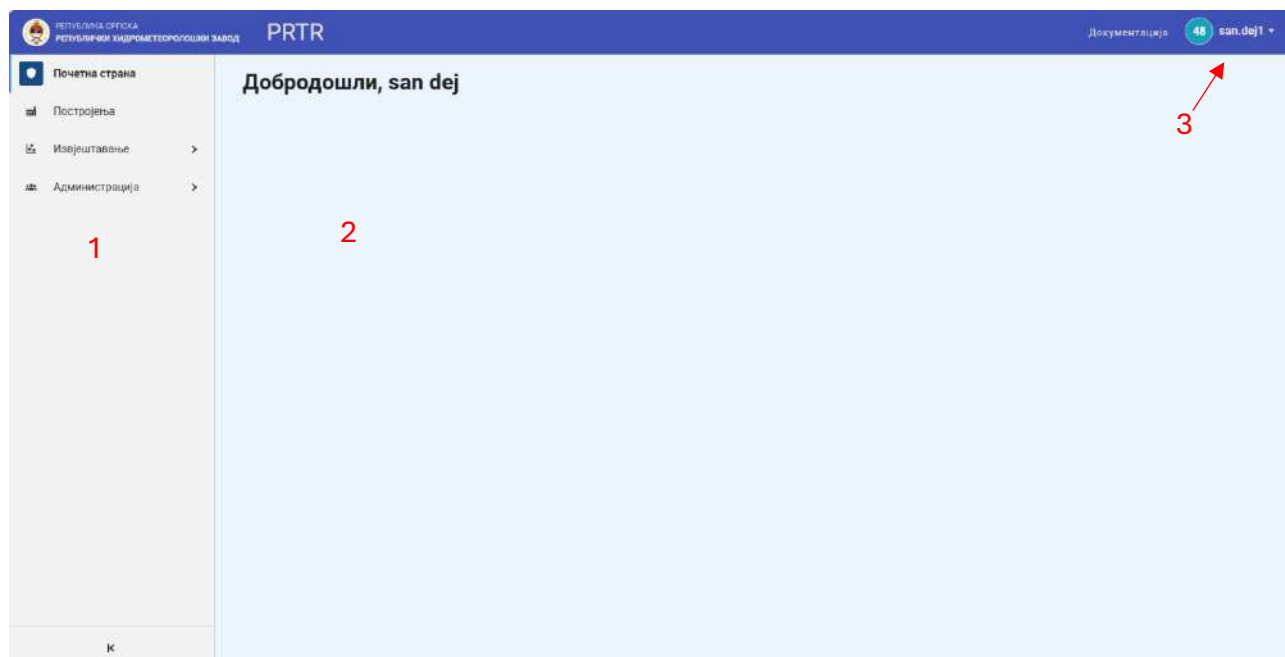 РЕПУБЛИКА СРПСКА
РЕПУБЛИЧКИ ХИДРОМЕТЕОРОЛОШКИ ЗАВОД
PRTR
Документација
48
san.dej1
Почетна страна
Постројења
Извјештавање
Администрација
Добродошли, san dej
1
2
3